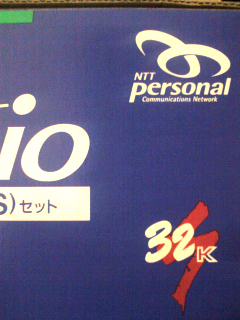 NTT
personal
Communications Network
io
S)セット
32K